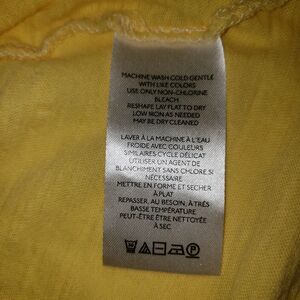 MACHINE WASH COLD GENTLE
WITH LIKE COLORS
USE ONLY NON-CHLORINE
BLEACH
RESHAPE LAY FLAT TO DRY
LOW IRON AS NEEDED
MAY BE DRY CLEANED
LAVER À LA MACHINE À L'EAU
FROIDE AVEC COULEURS
SIMILAIRES CYCLE DÉLICAT
UTILISER UN AGENT DE
BLANCHIMENT SANS CHLORE SI
NÉCESSAIRE
METTRE EN FORME ET SECHER
À PLAT
REPASSER, AU BESOIN, À TRÈS
BASSE TEMPÉRATURE
PEUT-ÊTRE ÊTRE NETTOYÉE
À SEC